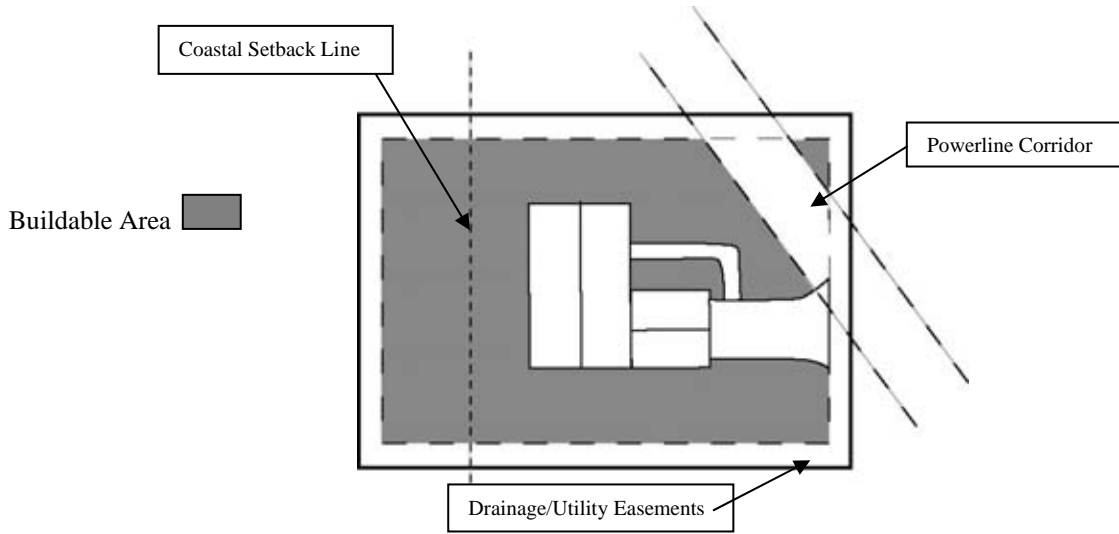 Coastal Setback Line
Powerline Corridor
Buildable Area
Drainage/Utility Easements